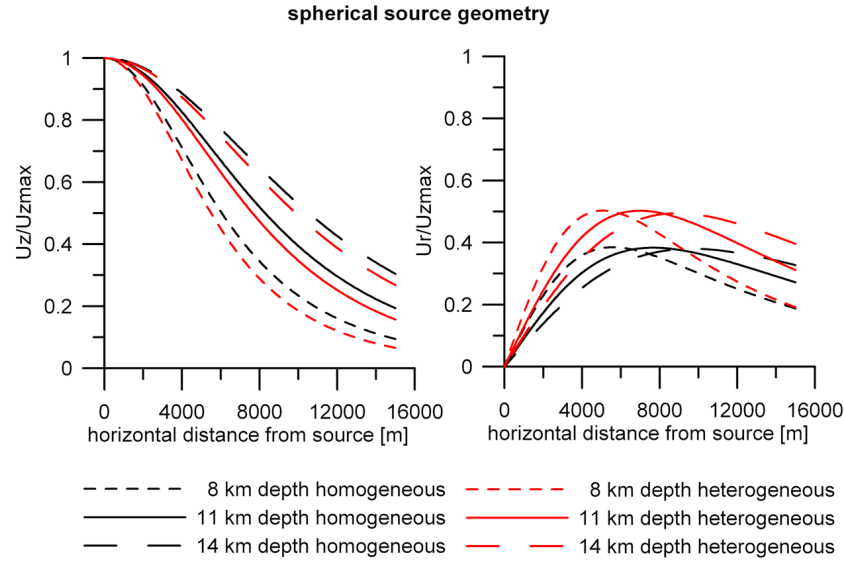 spherical source geometry
Uz/Uzmax
1
0.8
0.6
0.4
0.2
0
0 4000 8000 12000 16000
horizontal distance from source [m]
Ur/Uzmax
1
0.8
0.6
0.4
0.2
0
0 4000 8000 12000 16000
horizontal distance from source [m]
8 km depth homogeneous
11 km depth homogeneous
14 km depth homogeneous
8 km depth heterogeneous
11 km depth heterogeneous
14 km depth heterogeneous